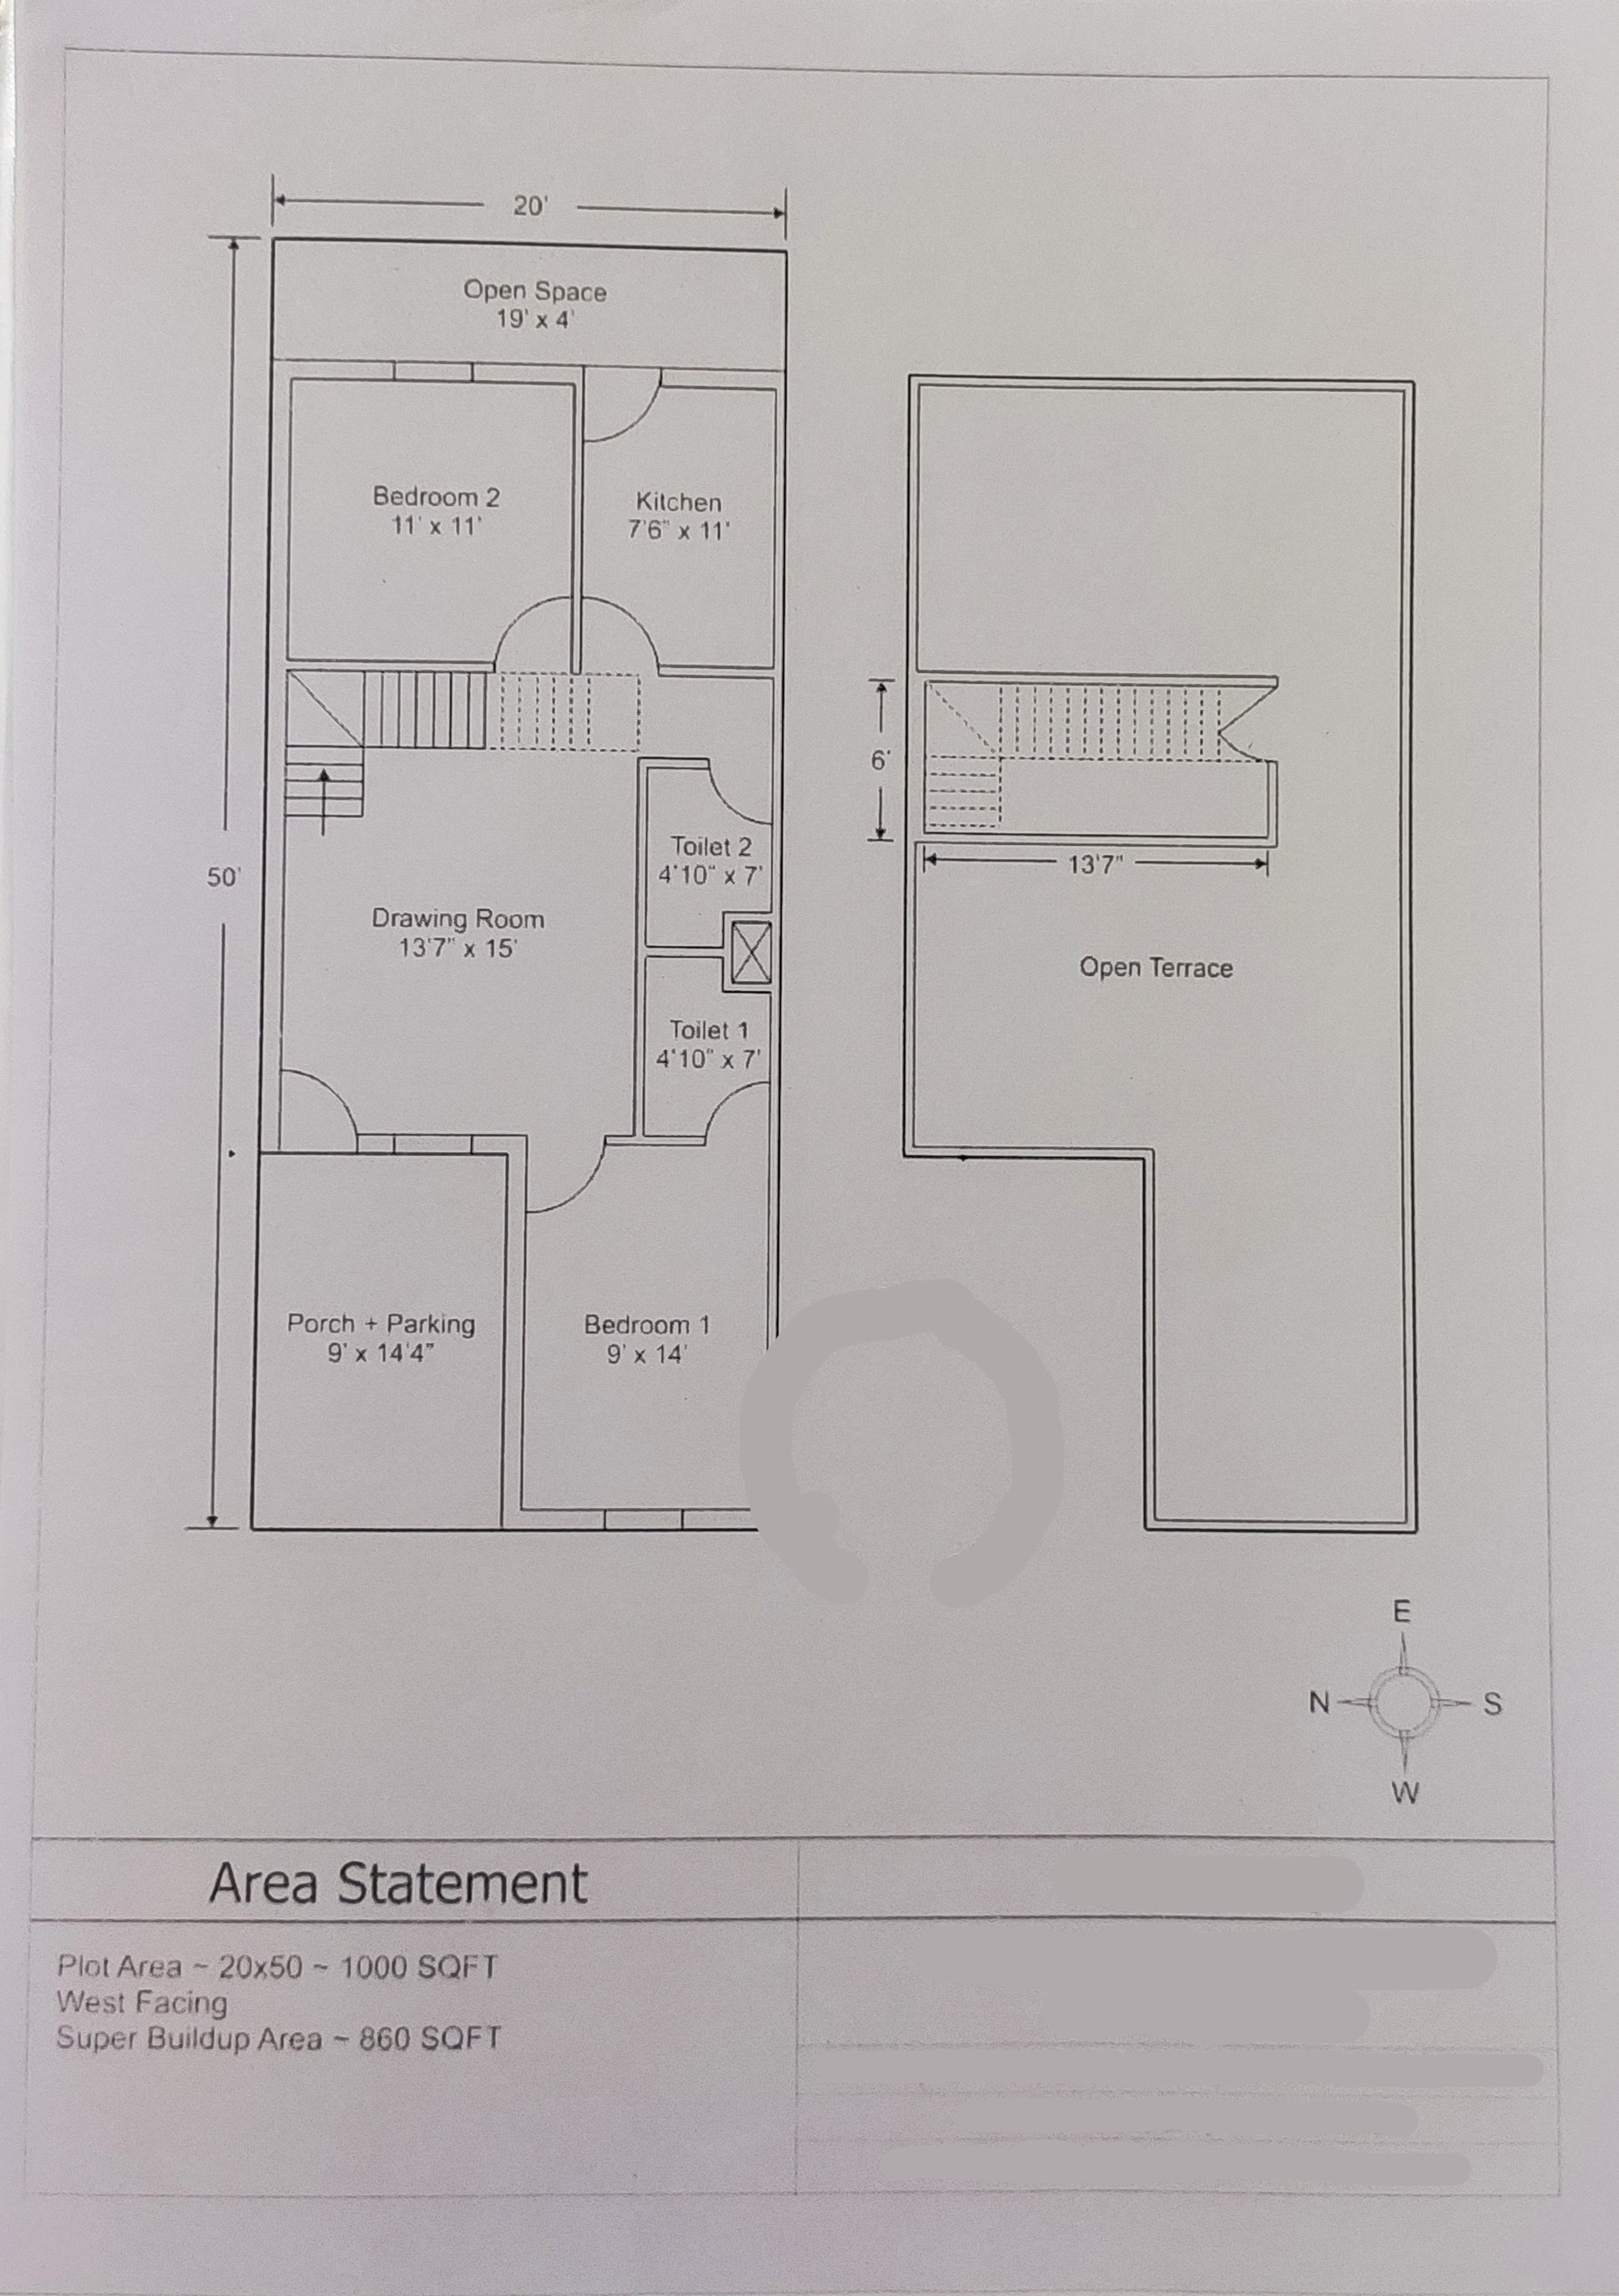 20'
Open Space
19' x 4'
Bedroom 2
11' x 11'
Kitchen
7'6" x 11'
6'
13'7"
50'
Toilet 2
4'10" x 7'
Drawing Room
13'7" x 15'
Open Terrace
Toilet 1
4'10" x 7'
Porch + Parking
9' x 14'4"
Bedroom 1
9' x 14'
E
N
S
W
Area Statement
Plot Area ~ 20x50 ~ 1000 SQFT
West Facing
Super Buildup Area ~ 860 SQFT